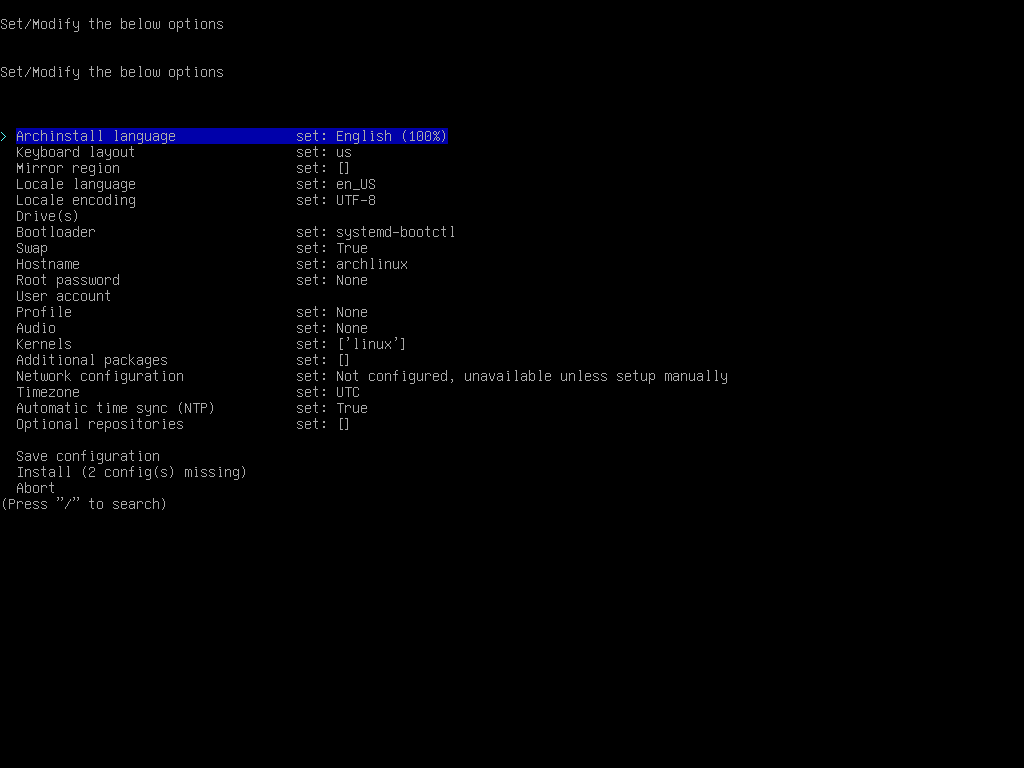 Set/Modify the below options
Set/Modify the below options
> Archinstall language set: English (100%)
Keyboard layout set: us
Mirror region set: []
Locale language set: en_US
Locale encoding set: UTF-8
Drive(s)
Bootloader set: systemd-bootctl
Swap set: True
Hostname set: archlinux
Root password set: None
User account
Profile set: None
Audio set: None
Kernels set: ['linux']
Additional packages set: []
Network configuration set: Not configured, unavailable unless setup manually
Timezone set: UTC
Automatic time sync (NTP) set: True
Optional repositories set: []
Save configuration
Install (2 config(s) missing)
Abort
(Press "/" to search)